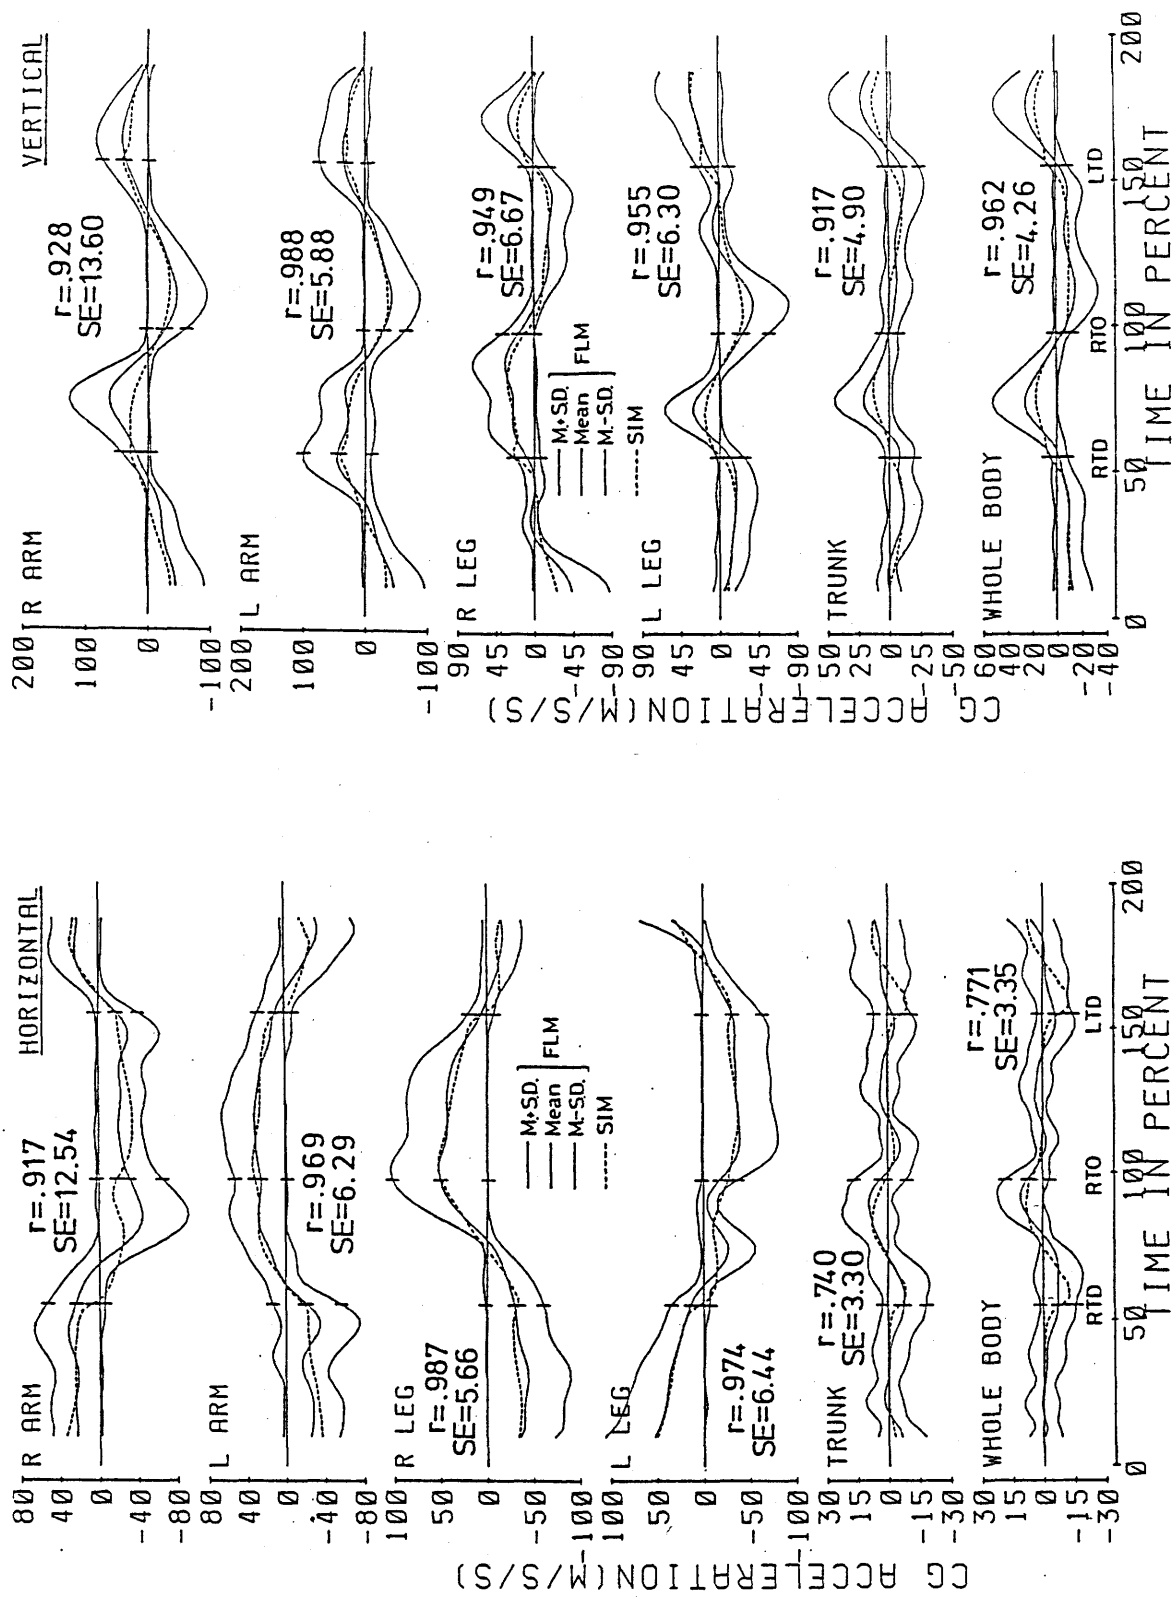 HORIZONTAL
R ARM
80
40
0
-40
-80
r=.917
SE=12.54
L ARM
80
40
0
-40
-80
r=.969
SE=6.29
R LEG
100
50
0
-50
-100
r=.987
SE=5.66
M+S.D.
Mean
M-S.D.
FLM
SIM
L LEG
100
50
0
-50
-100
r=.974
SE=6.44
TRUNK
30
15
0
-15
-30
r=.740
SE=3.30
WHOLE BODY
30
15
0
-15
-30
r=.771
SE=3.35
RTD
RTO
LTD
0
50
100
150
200
TIME IN PERCENT
CG ACCELERATION(M/S/S)
VERTICAL
R ARM
200
100
0
-100
r=.928
SE=13.60
L ARM
200
100
0
-100
r=.988
SE=5.88
R LEG
90
45
0
-45
-90
r=.949
SE=6.67
M+S.D.
Mean
M.-S.D.
FLM
SIM
L LEG
90
45
0
-45
-90
r=.955
SE=6.30
TRUNK
50
25
0
-25
-50
r=.917
SE=4.90
WHOLE BODY
60
40
20
0
-20
-40
r=.962
SE=4.26
RTD
RTO
LTD
0
50
100
150
200
TIME IN PERCENT
CG ACCELERATION(M/S/S)